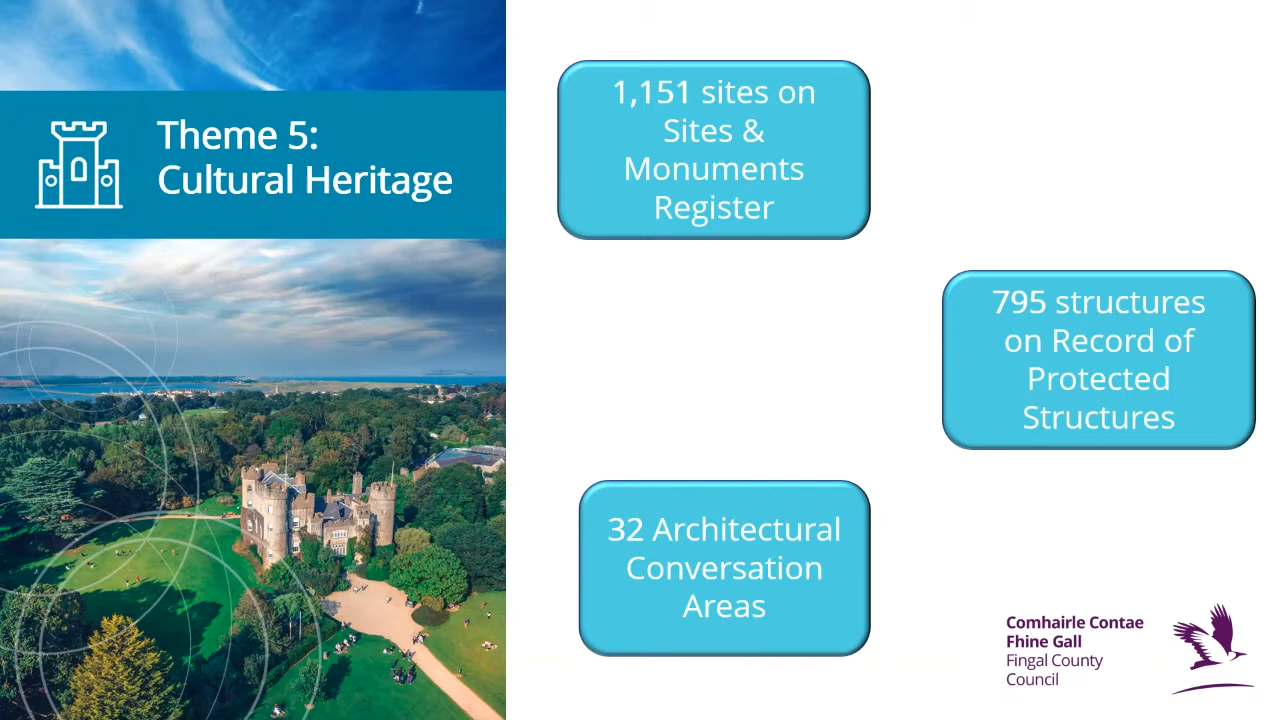 Theme 5:
Cultural Heritage
1,151 sites on
Sites &
Monuments
Register
795 structures
on Record of
Protected
Structures
32 Architectural
Conversation
Areas
Comhairle Contae
Fhine Gall
Fingal County
Council